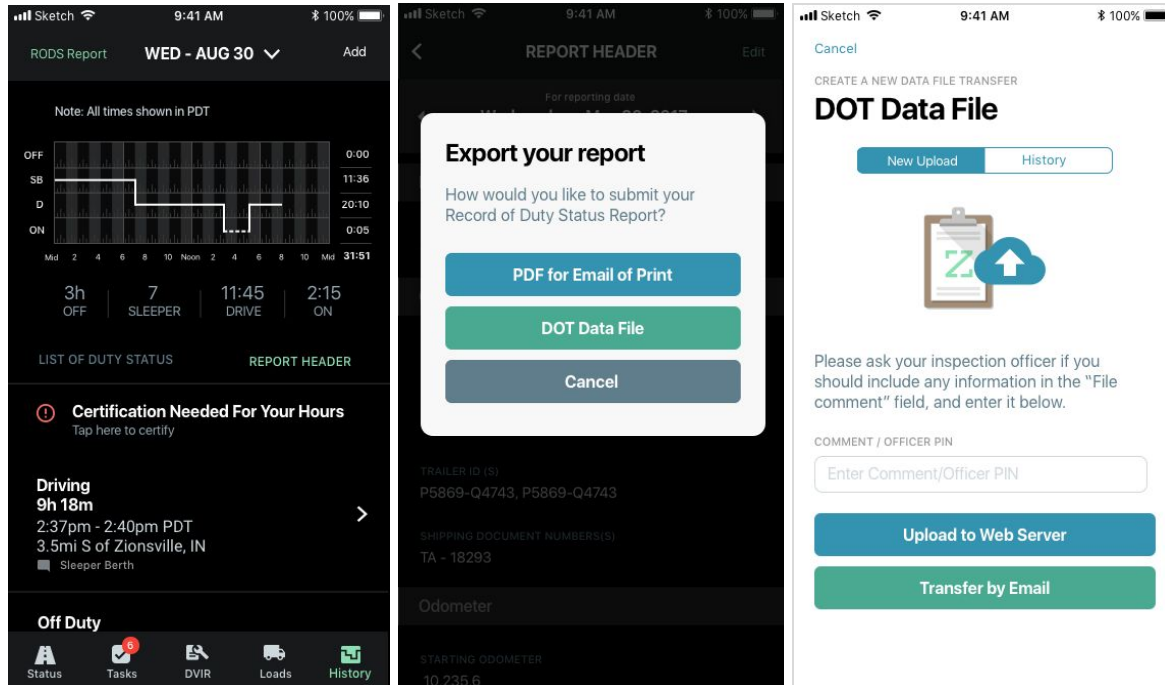 Sketch 9:41 AM 100%
RODS Report WED - AUG 30 Add
Note: All times shown in PDT
OFF 0:00
SB 11:36
D 20:10
ON 0:05
Mid 2 4 6 8 10 Noon 2 4 6 8 10 Mid 31:51
3h 7 11:45 2:15
OFF SLEEPER DRIVE ON
LIST OF DUTY STATUS REPORT HEADER
Certification Needed For Your Hours
Tap here to certify
Driving
9h 18m
2:37pm - 2:40pm PDT
3.5mi S of Zionsville, IN
Sleeper Berth
Off Duty
6
Status Tasks DVIR Loads History
Sketch 9:41 AM 100%
REPORT HEADER Edit
For reporting date
Export your report
How would you like to submit your
Record of Duty Status Report?
PDF for Email of Print
DOT Data File
Cancel
TRAILER ID (S)
P5869-Q4743, P5869-Q4743
SHIPPING DOCUMENT NUMBERS(S)
TA - 18293
Odometer
STARTING ODOMETER
10,235.6
Sketch 9:41 AM 100%
Cancel
CREATE A NEW DATA FILE TRANSFER
DOT Data File
New Upload History
Please ask your inspection officer if you
should include any information in the “File
comment” field, and enter it below.
COMMENT / OFFICER PIN
Enter Comment/Officer PIN
Upload to Web Server
Transfer by Email